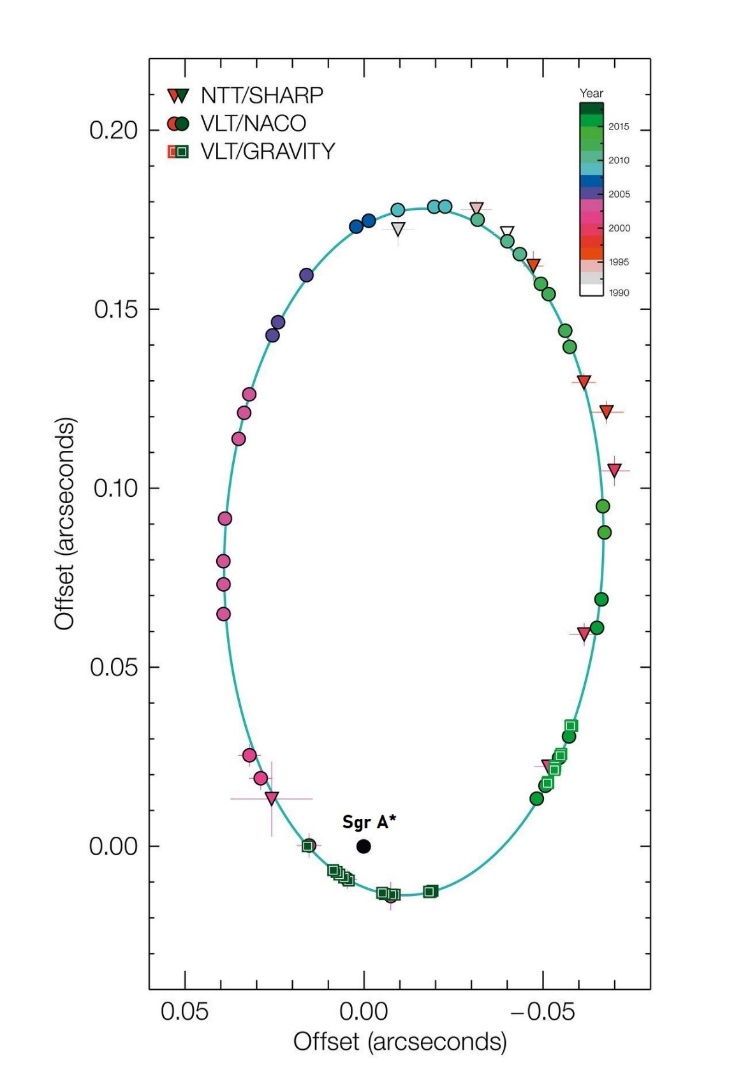 NTT/SHARP
VLT/NACO
VLT/GRAVITY
Year
2015
2010
2005
2000
1995
1990
0.20
0.15
0.10
0.05
0.00
Offset (arcseconds)
Sgr A*
0.05 0.00 −0.05
Offset (arcseconds)